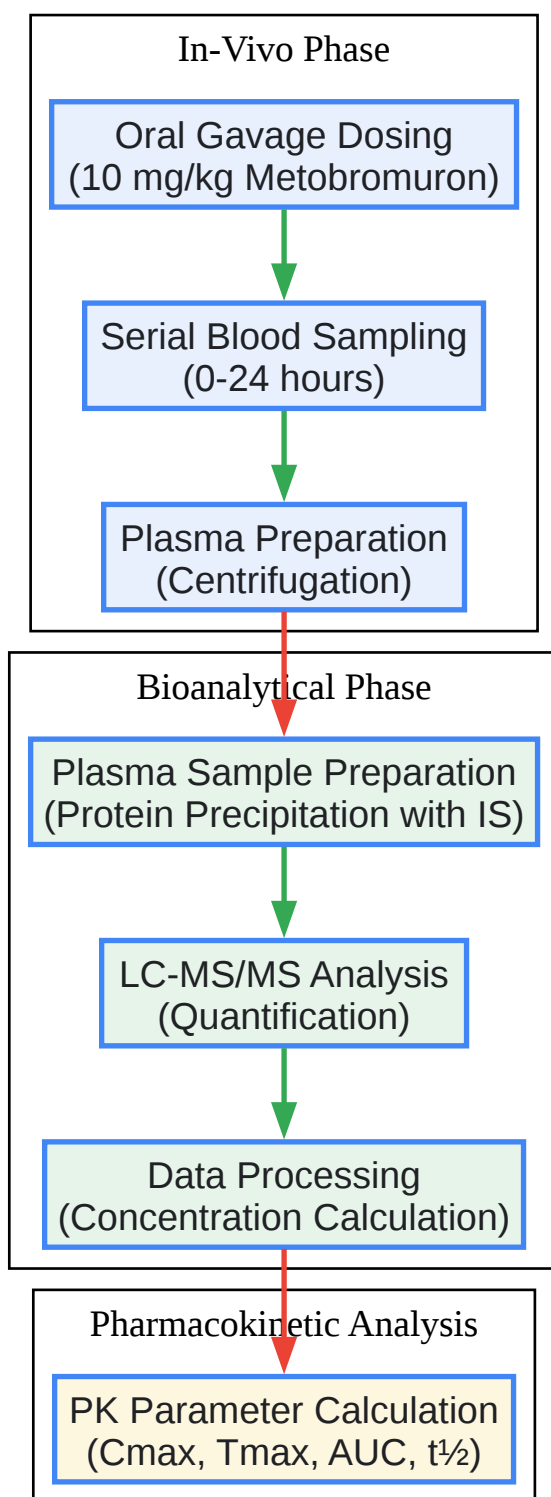 In-Vivo Phase
Oral Gavage Dosing
(10 mg/kg Metobromuron)
Serial Blood Sampling
(0-24 hours)
Plasma Preparation
(Centrifugation)
Bioanalytical Phase
Plasma Sample Preparation
(Protein Precipitation with IS)
LC-MS/MS Analysis
(Quantification)
Data Processing
(Concentration Calculation)
Pharmacokinetic Analysis
PK Parameter Calculation
(Cmax, Tmax, AUC, t½)